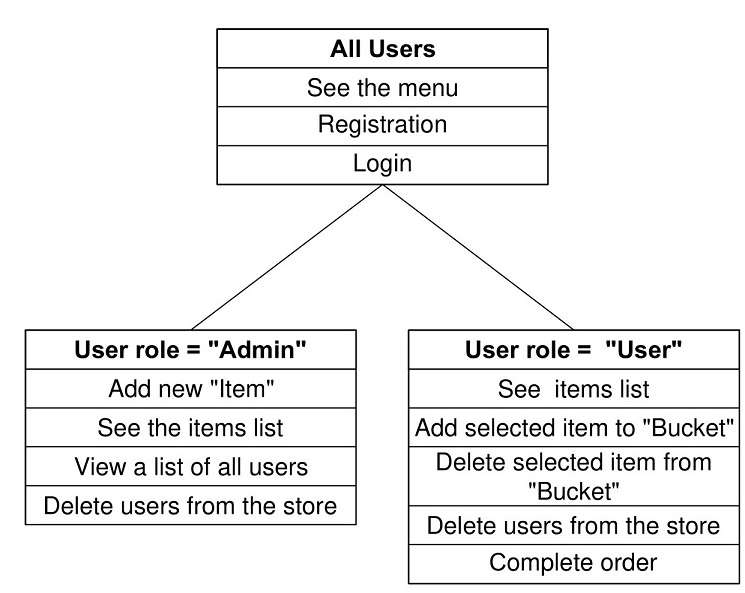 All Users
See the menu
Registration
Login
User role = "Admin"
Add new "Item"
See the items list
View a list of all users
Delete users from the store
User role =  "User"
See  items list
Add selected item to "Bucket"
Delete selected item from
"Bucket"
Delete users from the store
Complete order